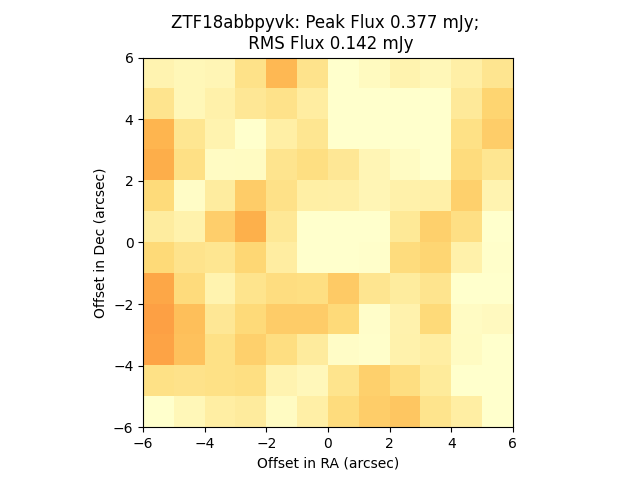 ZTF18abbpyvk: Peak Flux 0.377 mJy;
RMS Flux 0.142 mJy
6
4
2
0
−2
−4
−6
Offset in Dec (arcsec)
−6 −4 −2 0 2 4 6
Offset in RA (arcsec)